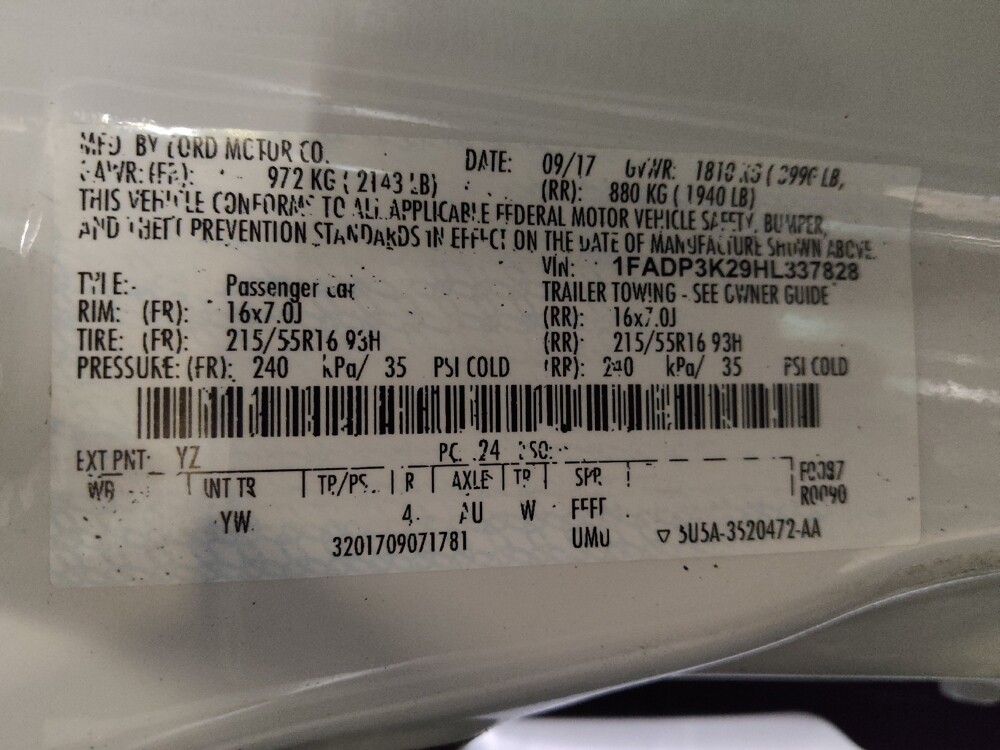 MFD BY FORD MOTOR CO. DATE: 09/17 GVWR: 1810 KG
GAWR: (FR): 972 KG ( 2143 LB) (RR): 880 KG ( 1940 LB)
THIS VEHICLE CONFORMS TO ALL APPLICABLE FEDERAL MOTOR VEHICLE SAFETY, BUMPER,
AND THEFT PREVENTION STANDARDS IN EFFECT ON THE DATE OF MANUFACTURE SHOWN ABOVE.
VIN: 1FADP3K29HL337828
TYPE: Passenger car TRAILER TOWING - SEE OWNER GUIDE
RIM: (FR): 16x7.0J (RR): 16x7.0J
TIRE: (FR): 215/55R16 93H (RR): 215/55R16 93H
PRESSURE: (FR): 240 kPa/ 35 PSI COLD (RR): 240 kPa/ 35 PSI COLD
EXT PNT: YZ PC: 24 DSO:
WB INT TR TP/PS R AXLE TR SPR F0097
R0090
YW 4 AU W FFFF
3201709071781 UMU ▽ 5U5A-3520472-AA